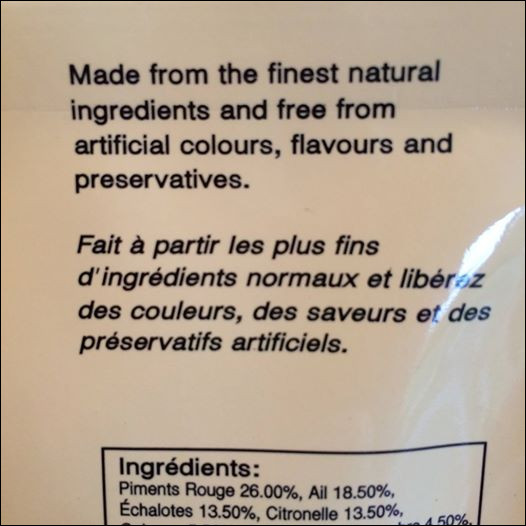 Made from the finest natural
ingredients and free from
artificial colours, flavours and
preservatives.
Fait à partir les plus fins
d'ingrédients normaux et libérez
des couleurs, des saveurs et des
préservatifs artificiels.
Ingrédients:
Piments Rouge 26.00%, Ail 18.50%,
Échalotes 13.50%, Citronelle 13.50%,
4.50%,